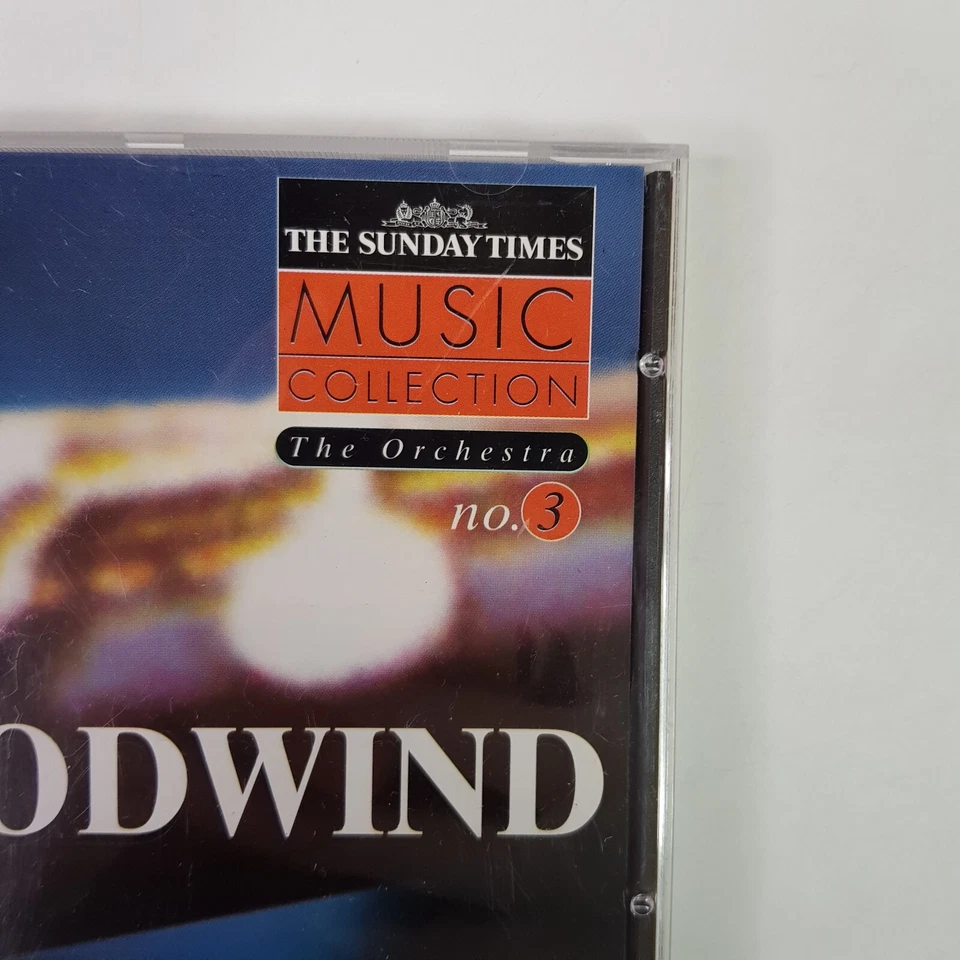 THE SUNDAY TIMES
MUSIC
COLLECTION
The Orchestra
no. 3
ODWIND